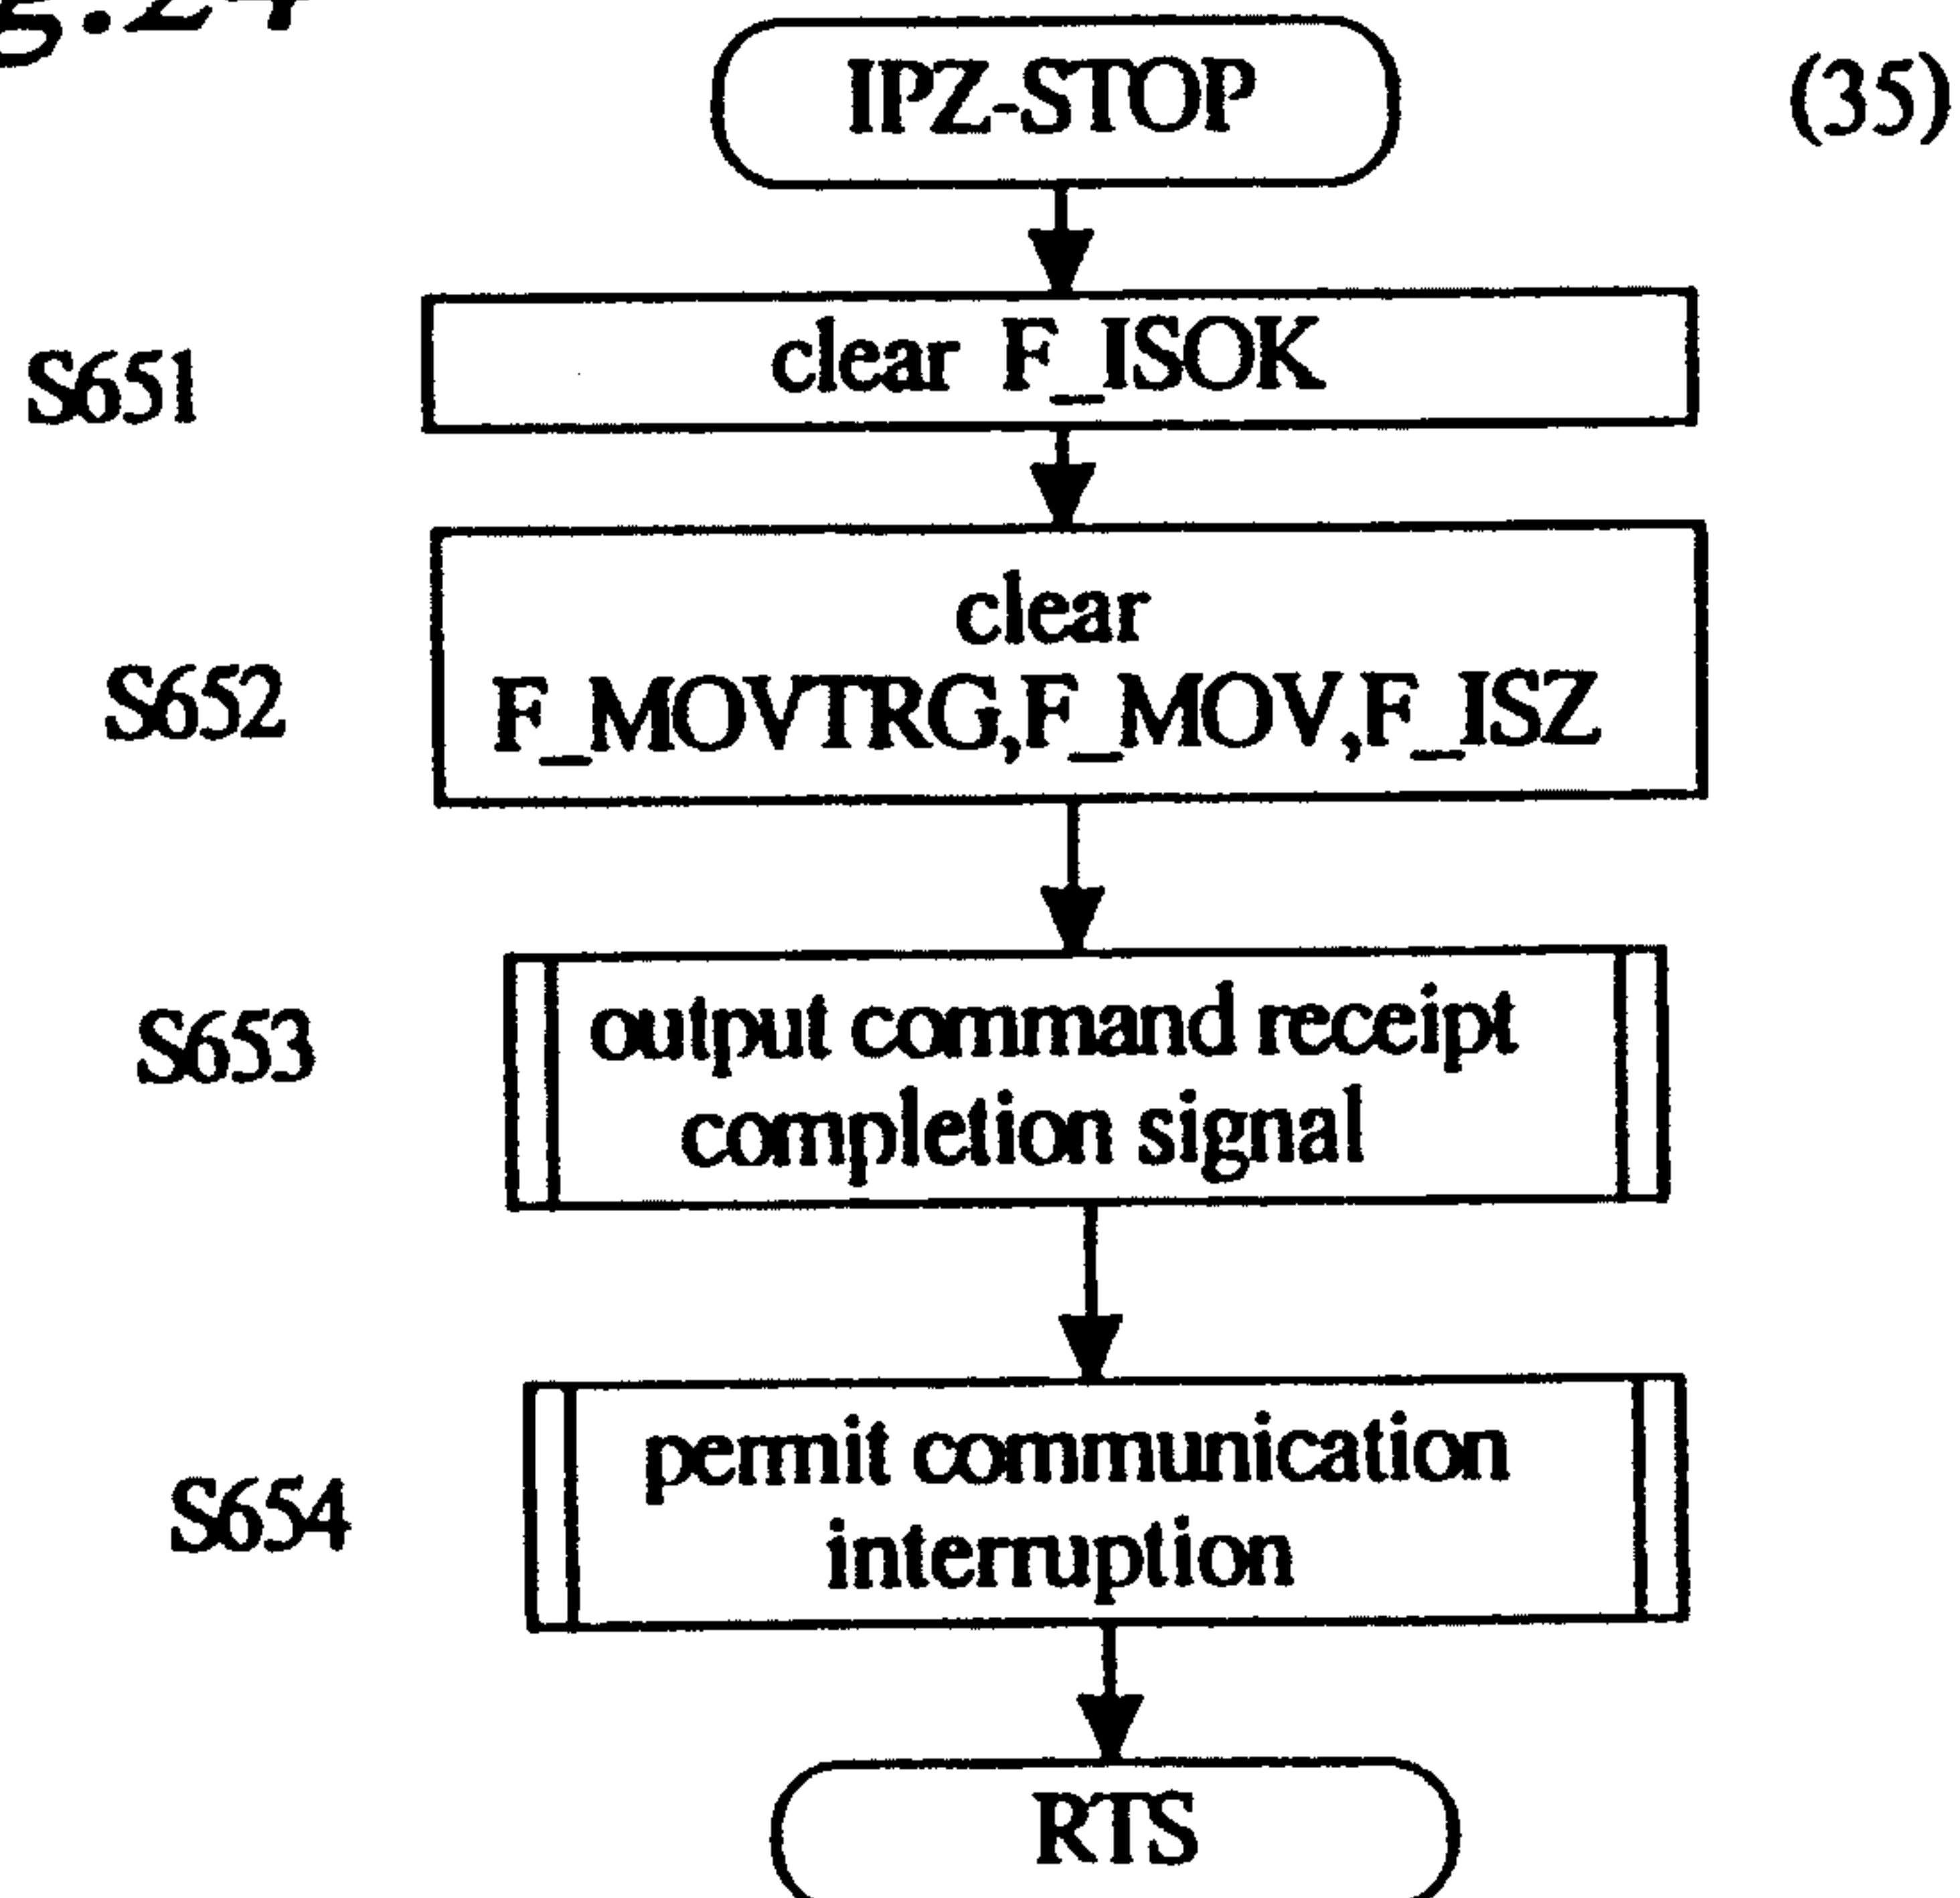 g.24
IPZ-STOP
(35)
S651
clear F_ISOK
S652
clear
F_MOVTRG,F_MOV,F_ISZ
S653
output command receipt
completion signal
S654
permit communication
interruption
RTS